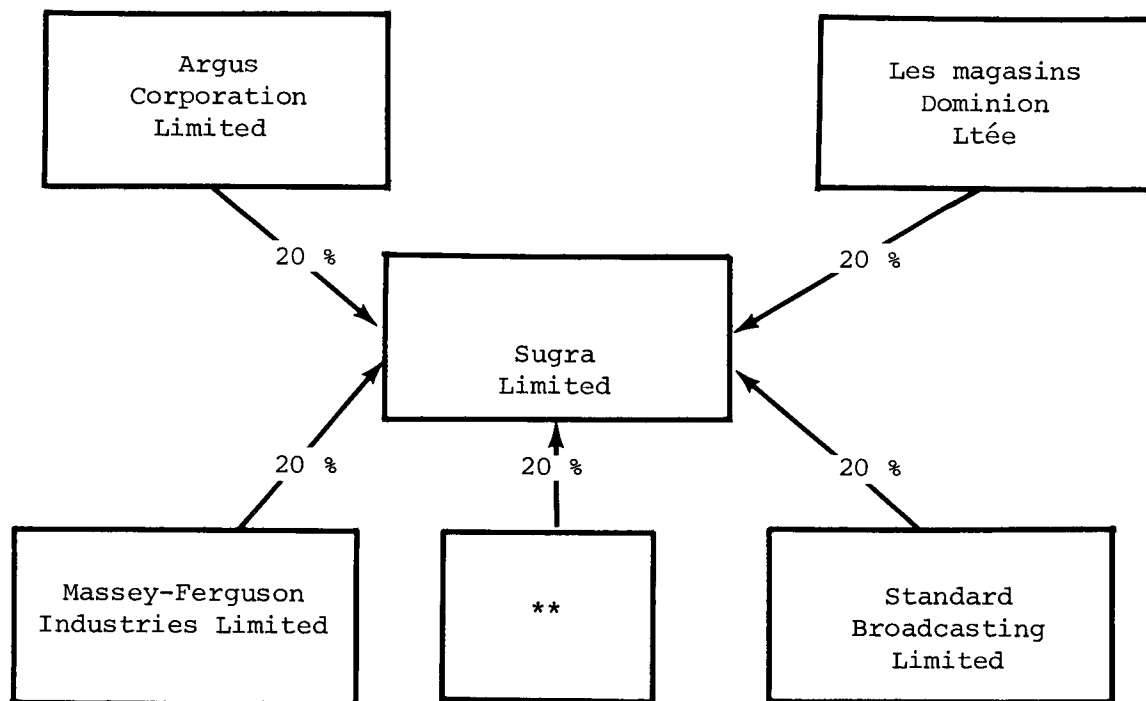 Argus
Corporation
Limited
Les magasins
Dominion
Ltée
20 %
20 %
Sugra
Limited
20 %
20 %
20 %
Massey-Ferguson
Industries Limited
**
Standard
Broadcasting
Limited